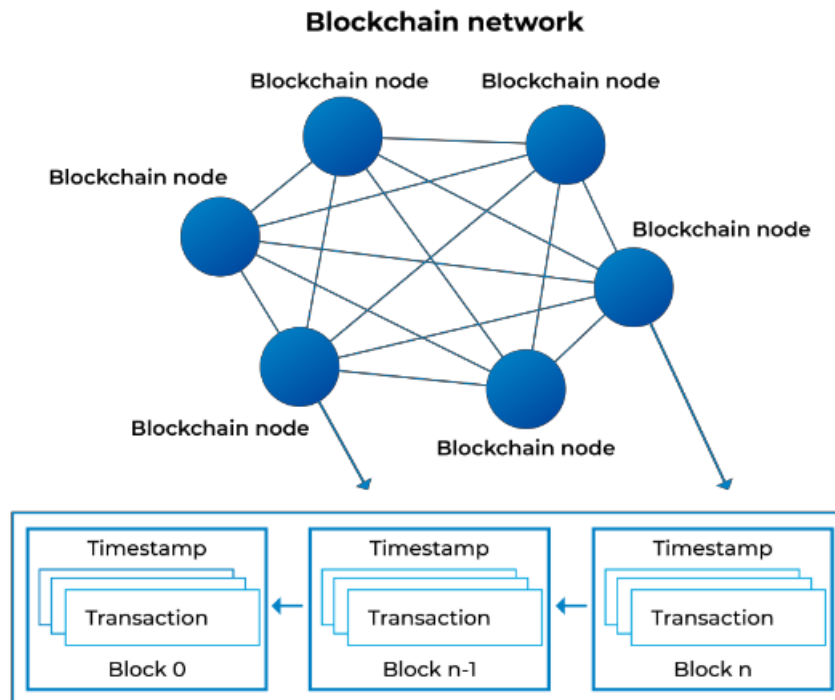 Blockchain network
Blockchain node
Blockchain node
Blockchain node
Blockchain node
Blockchain node
Blockchain node
Timestamp
Transaction
Block 0
Timestamp
Transaction
Block n-1
Timestamp
Transaction
Block n